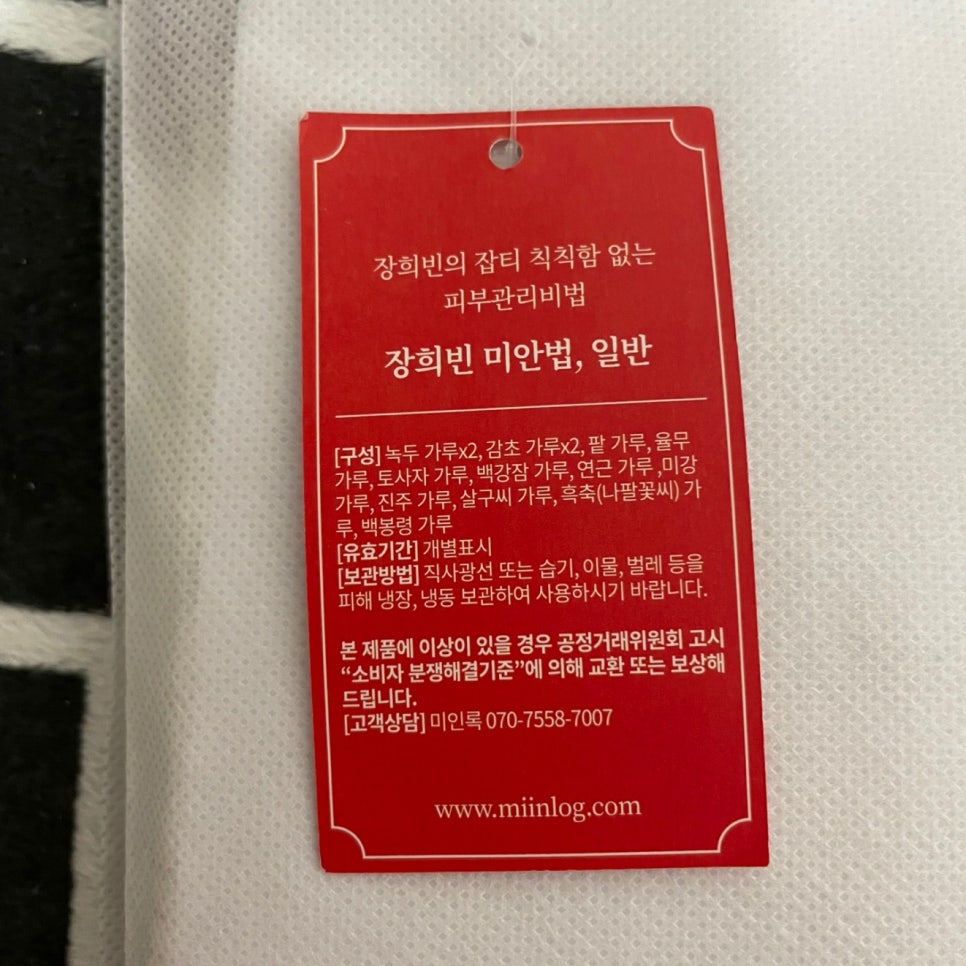 장희빈의 잡티 칙칙함 없는
피부관리비법
장희빈 미안법, 일반
[구성] 녹두 가루x2, 감초 가루x2, 팥 가루, 율무
가루, 토사자 가루, 백강잠 가루, 연근 가루 ,미강
가루, 진주 가루, 살구씨 가루, 흑축(나팔꽃씨) 가
루, 백봉령 가루
[유효기간] 개별표시
[보관방법] 직사광선 또는 습기, 이물, 벌레 등을
피해 냉장, 냉동 보관하여 사용하시기 바랍니다.
본 제품에 이상이 있을 경우 공정거래위원회 고시
“소비자 분쟁해결기준”에 의해 교환 또는 보상해
드립니다.
[고객상담] 미인록 070-7558-7007
www.miinlog.com